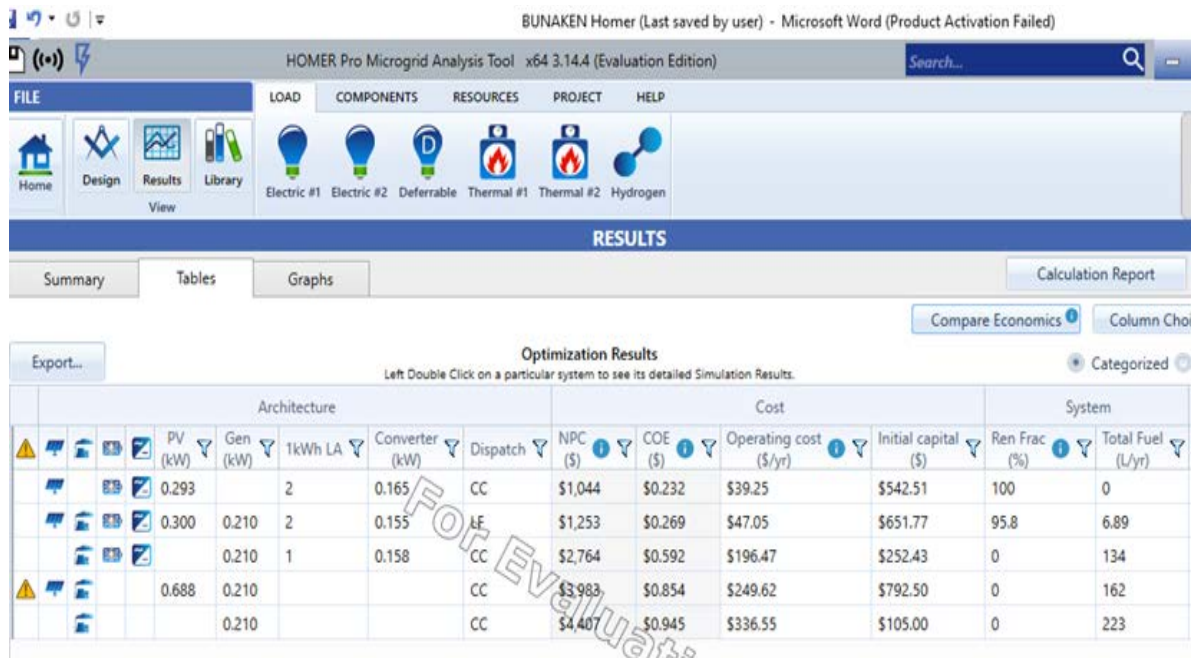 BUNAKEN Homer (Last saved by user) - Microsoft Word (Product Activation Failed)
HOMER Pro Microgrid Analysis Tool x64 3.14.4 (Evaluation Edition)
Search...
FILE
LOAD COMPONENTS RESOURCES PROJECT HELP
D
Home Design Results Library Electric #1 Electric #2 Deferrable Thermal #1 Thermal #2 Hydrogen
View
RESULTS
Summary Tables Graphs Calculation Report
Compare Economics Column Choi
Export... Optimization Results Categorized
Left Double Click on a particular system to see its detailed Simulation Results.
Architecture Cost System
PV (kW) Gen (kW) 1kWh LA Converter (kW) Dispatch NPC ($) COE ($) Operating cost ($/yr) Initial capital ($) Ren Frac (%) Total Fuel (L/yr)
0.293 2 0.165 CC $1,044 $0.232 $39.25 $542.51 100 0
0.300 0.210 2 0.155 LF $1,253 $0.269 $47.05 $651.77 95.8 6.89
0.210 1 0.158 CC $2,764 $0.592 $196.47 $252.43 0 134
0.688 0.210 CC $3,983 $0.854 $249.62 $792.50 0 162
0.210 CC $4,407 $0.945 $336.55 $105.00 0 223
For Evaluati